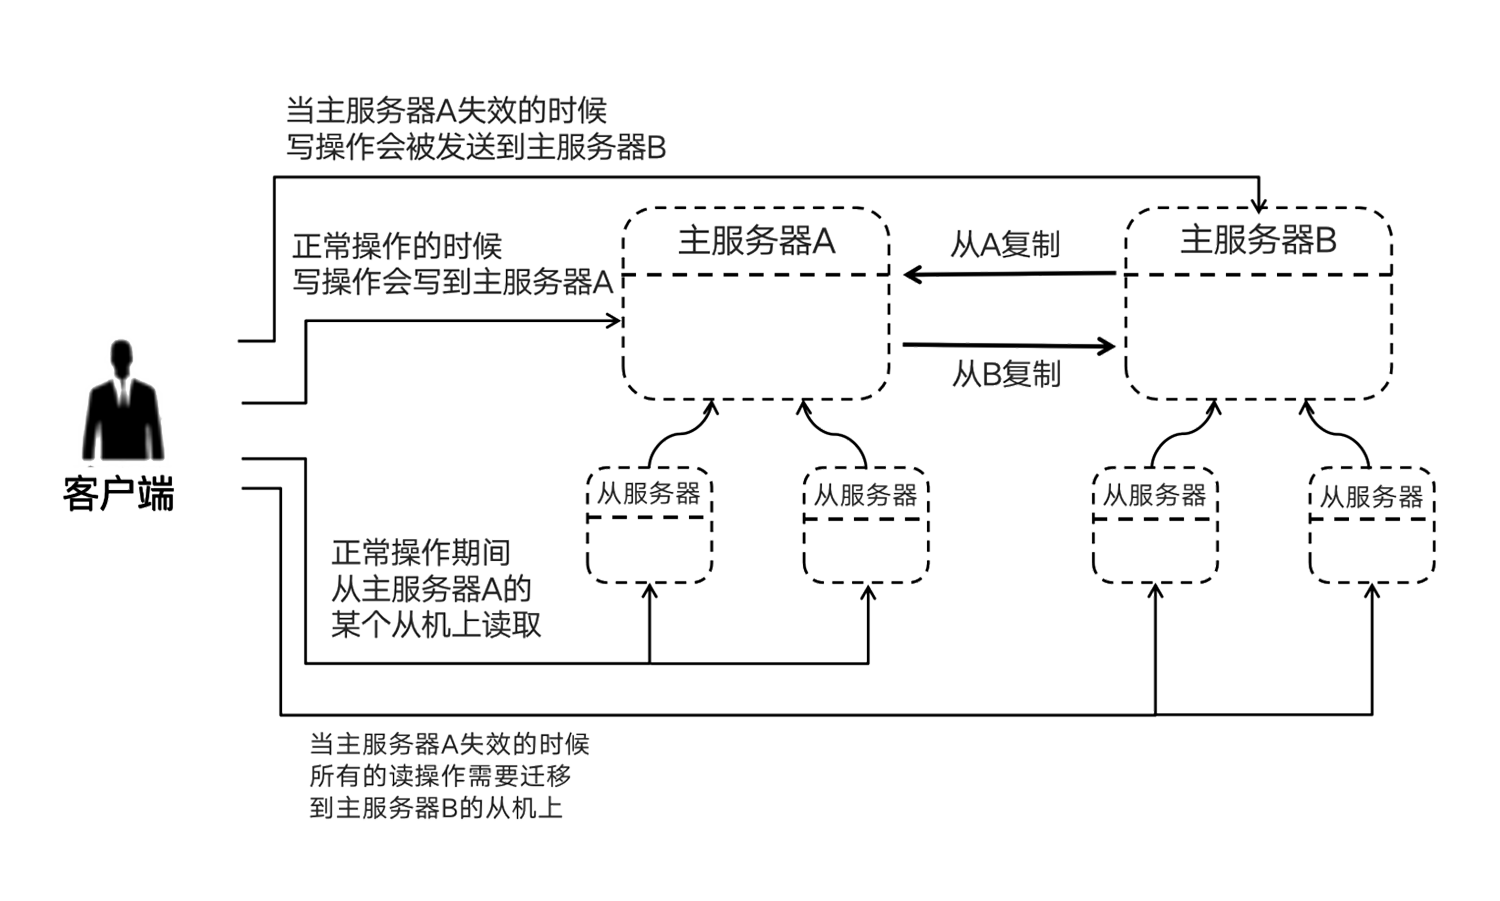 当主服务器A失效的时候
写操作会被发送到主服务器B
正常操作的时候
写操作会写到主服务器A
主服务器A
从A复制
从B复制
主服务器B
客户端
从服务器
从服务器
从服务器
从服务器
正常操作期间
从主服务器A的
某个从机上读取
当主服务器A失效的时候
所有的读操作需要迁移
到主服务器B的从机上